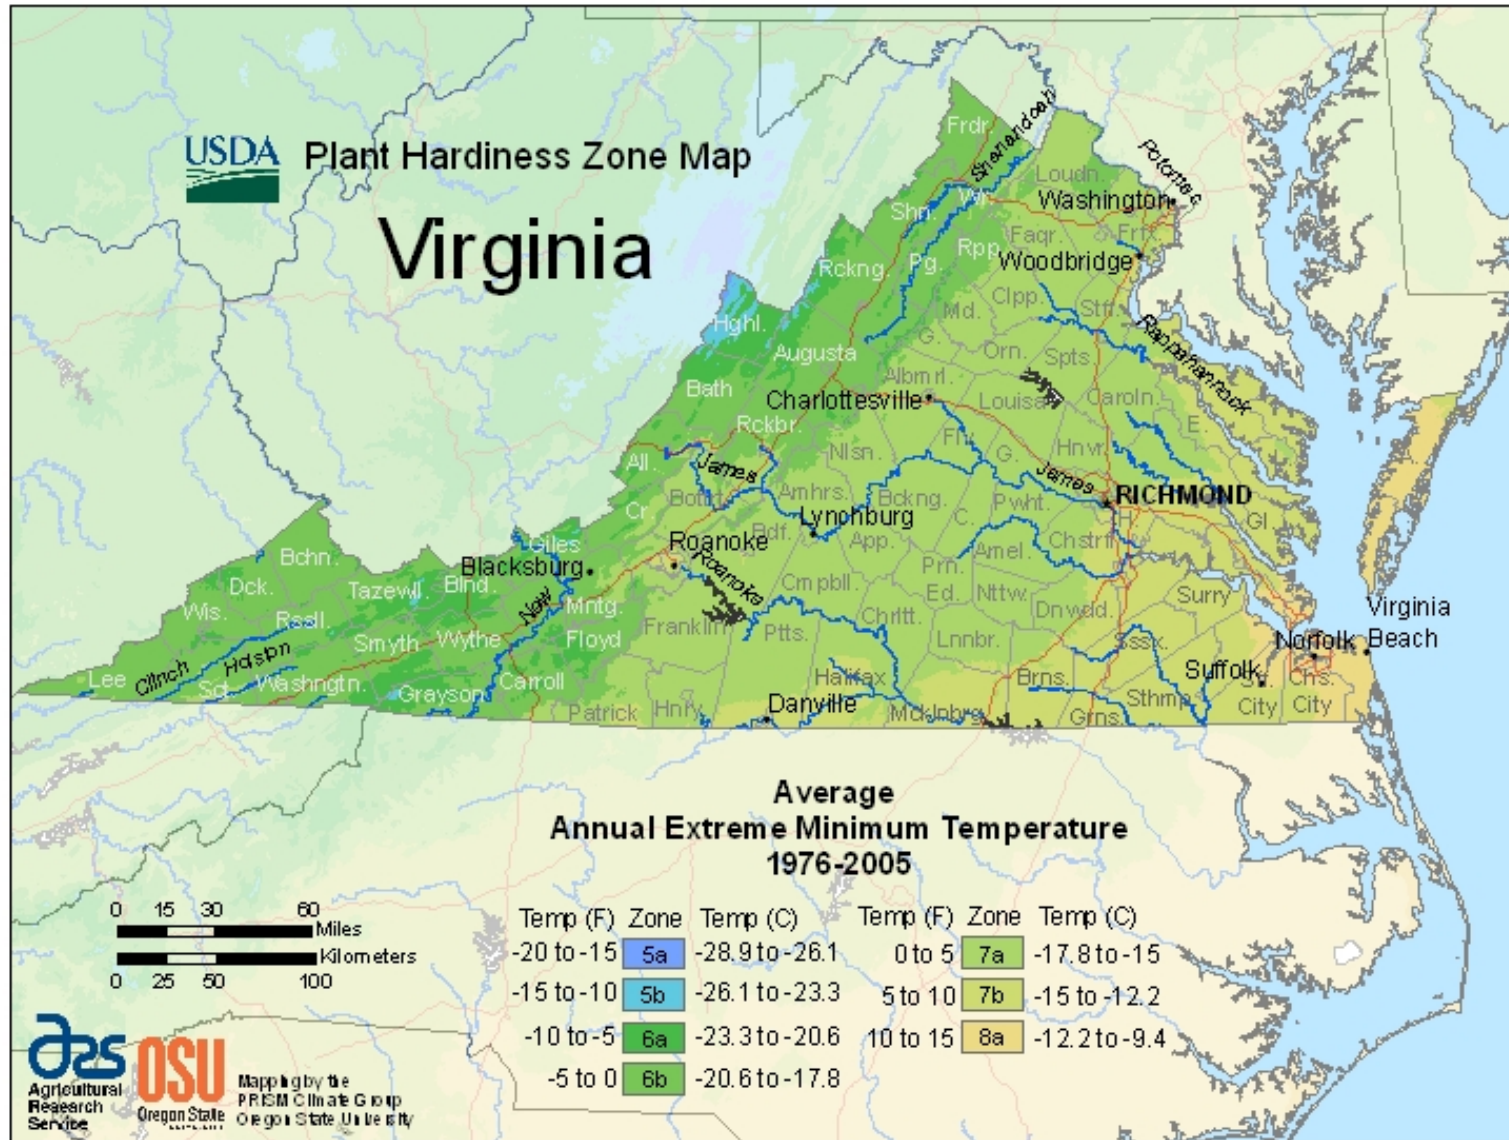 USDA
Plant Hardiness Zone Map
Virginia
Frdr.
Shenandoah
Potomac
Loudn.
Wr.
Washington
Shn.
Faqr.
Frfx.
Rpp.
Woodbridge
Rckng.
Pg.
Clpp.
Stff.
Md.
Hghl.
G.
Rappahannock
Augusta
Orn.
Spts.
Albmrl.
Bath
Charlottesville
Louisa
Caroln.
Rckbr.
E.
Flv.
Hnvr.
Nlsn.
G.
All.
James
James
Bottrt.
Amhrs.
Bckng.
Pwht.
RICHMOND
Cr.
Lynchburg
C.
H.
Gl.
Bdf.
Giles
Roanoke
App.
Amel.
Chstrf.
Bchn.
Blacksburg
Roanoke
Prn.
Dck.
Tazewll.
Blnd.
Cmpbll.
Ed.
Nttw.
Wis.
New
Mntg.
Surry
Virginia
Beach
Rssll.
Chrltt.
Dnwdd.
Franklin
Ptts.
Smyth
Wythe
Floyd
Lnnbr.
Sssx.
Norfolk
Holston
Clinch
Lee
Sct.
Washngtn.
Carroll
Halifax
Brns.
Suffolk
Sf.
City
Chs.
City
Grayson
Sthmp.
Patrick
Hnry
Danville
Mcklnbrg.
Grns.
Average
Annual Extreme Minimum Temperature
1976-2005
0 15 30 60
Miles
Kilometers
0 25 50 100
Temp (F) Zone Temp (C) Temp (F) Zone Temp (C)
-20 to -15 5a -28.9 to -26.1 0 to 5 7a -17.8 to -15
-15 to -10 5b -26.1 to -23.3 5 to 10 7b -15 to -12.2
-10 to -5 6a -23.3 to -20.6 10 to 15 8a -12.2 to -9.4
-5 to 0 6b -20.6 to -17.8
ars
Agricultural
Research
Service
OSU
Oregon State
Mapping by the
PRISM Climate Group
Oregon State University